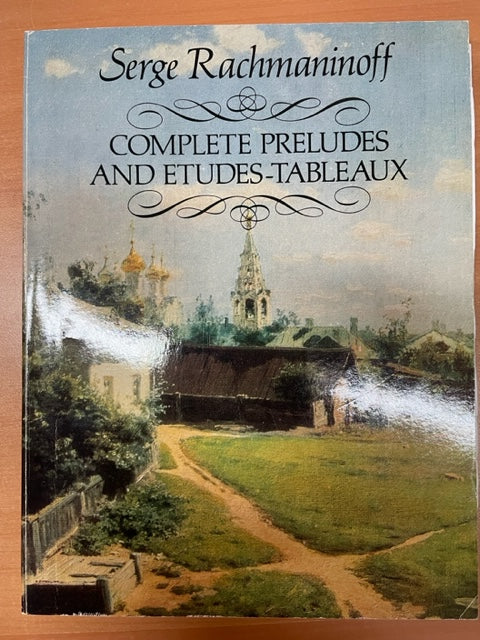 Serge Rachmaninoff
COMPLETE PRELUDES
AND ETUDES-TABLEAUX